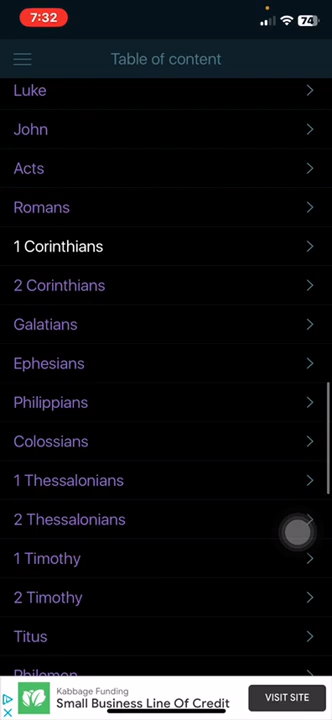 7:32
74
Table of content
Luke
John
Acts
Romans
1 Corinthians
2 Corinthians
Galatians
Ephesians
Philippians
Colossians
1 Thessalonians
2 Thessalonians
1 Timothy
2 Timothy
Titus
Philemon
Kabbage Funding
Small Business Line Of Credit
VISIT SITE